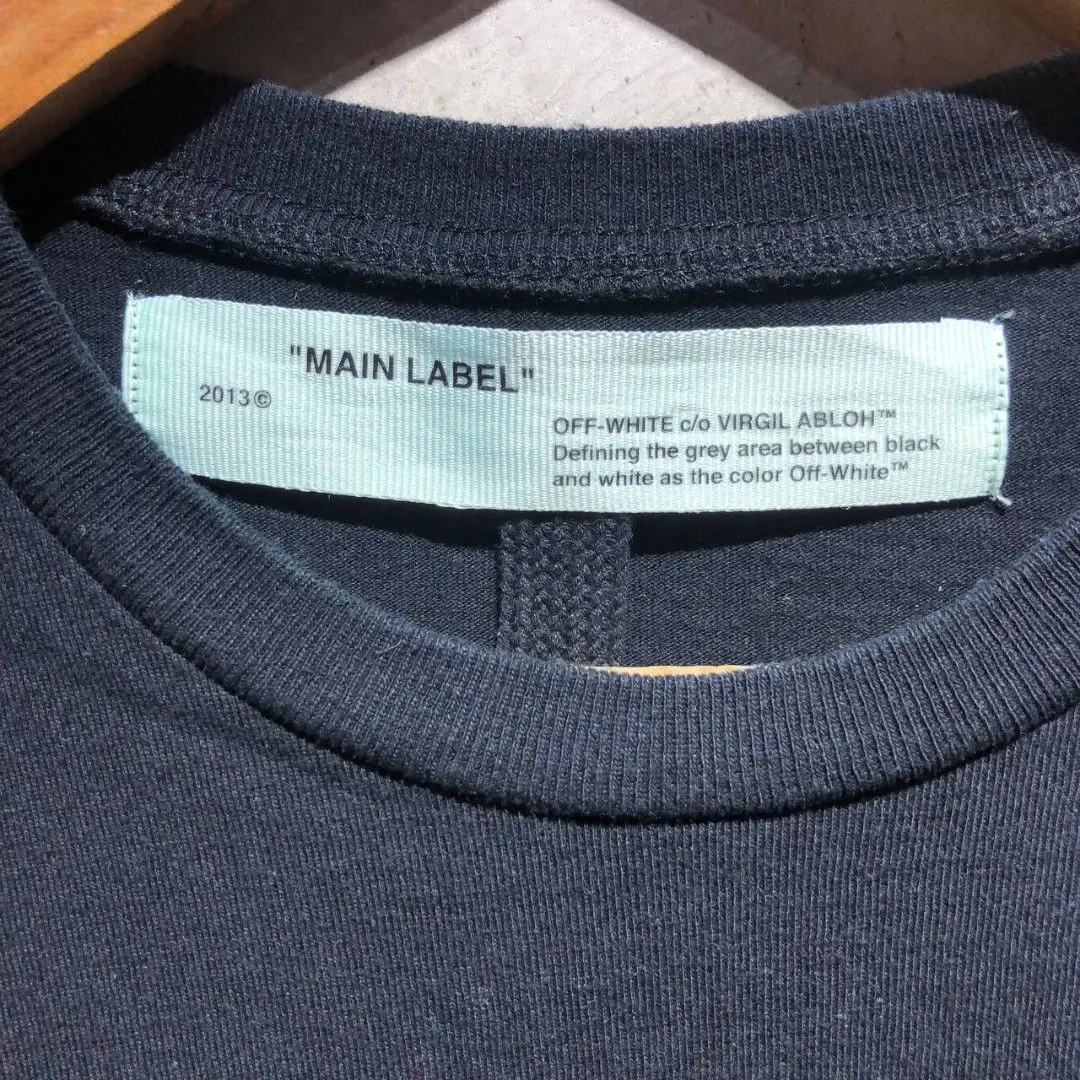 "MAIN LABEL"
2013©
OFF-WHITE c/o VIRGIL ABLOH™
Defining the grey area between black
and white as the color Off-White™